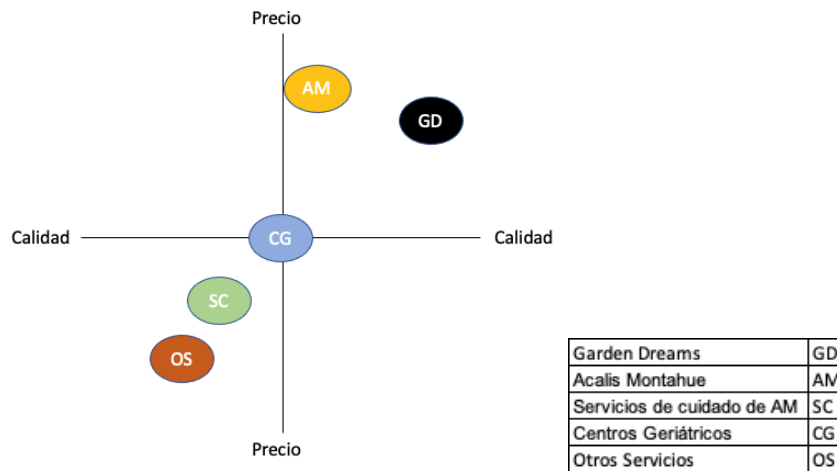 Precio
AM
GD
Calidad
CG
Calidad
SC
OS
Precio
Garden Dreams GD
Acalis Montahue AM
Servicios de cuidado de AM SC
Centros Geriátricos CG
Otros Servicios OS